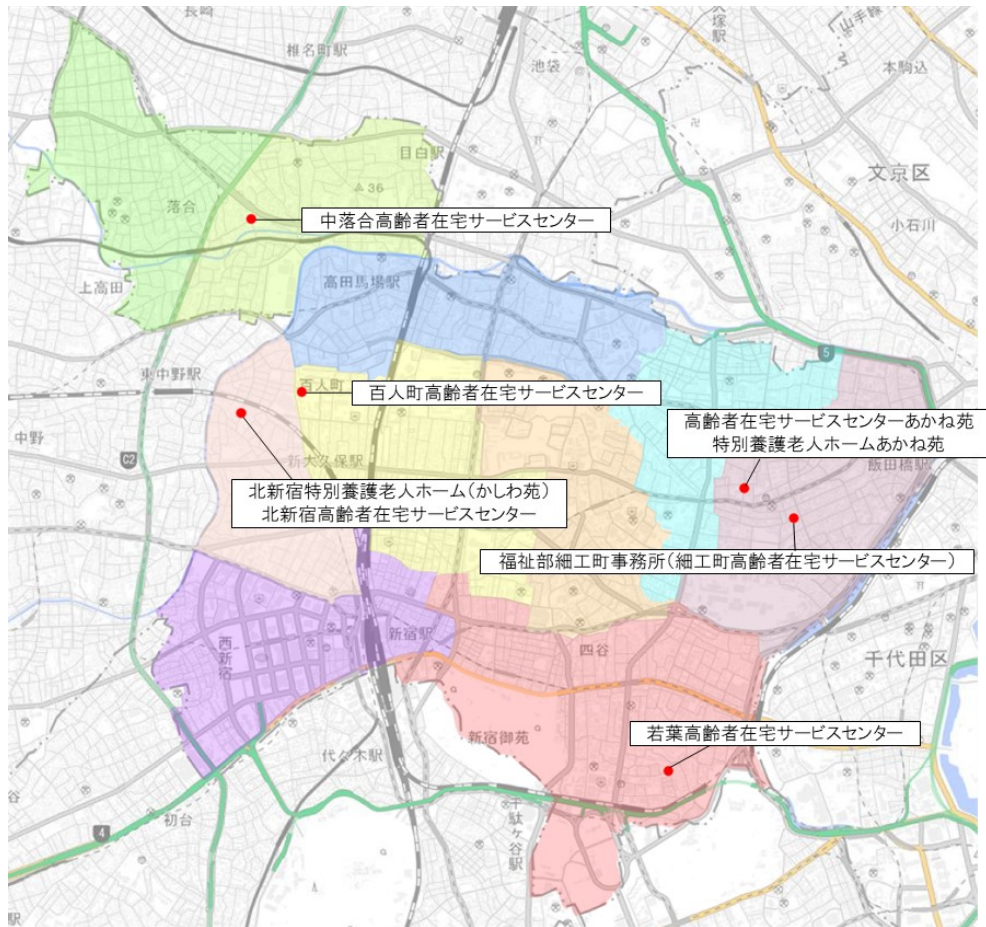 長崎
椎名町駅
池袋
大塚駅
山手線
本駒込
文京区
小石川
目白駅
36
落合
中落合高齢者在宅サービスセンター
上高田
高田馬場駅
5
東中野駅
百人町
百人町高齢者在宅サービスセンター
中野
C2
新大久保駅
高齢者在宅サービスセンターあかね苑
特別養護老人ホームあかね苑
飯田橋駅
北新宿特別養護老人ホーム(かしわ苑)
北新宿高齢者在宅サービスセンター
福祉部細工町事務所(細工町高齢者在宅サービスセンター)
西新宿
新宿駅
四谷
千代田区
新宿御苑
若葉高齢者在宅サービスセンター
代々木駅
谷
初台
4
千駄ヶ谷駅
駅